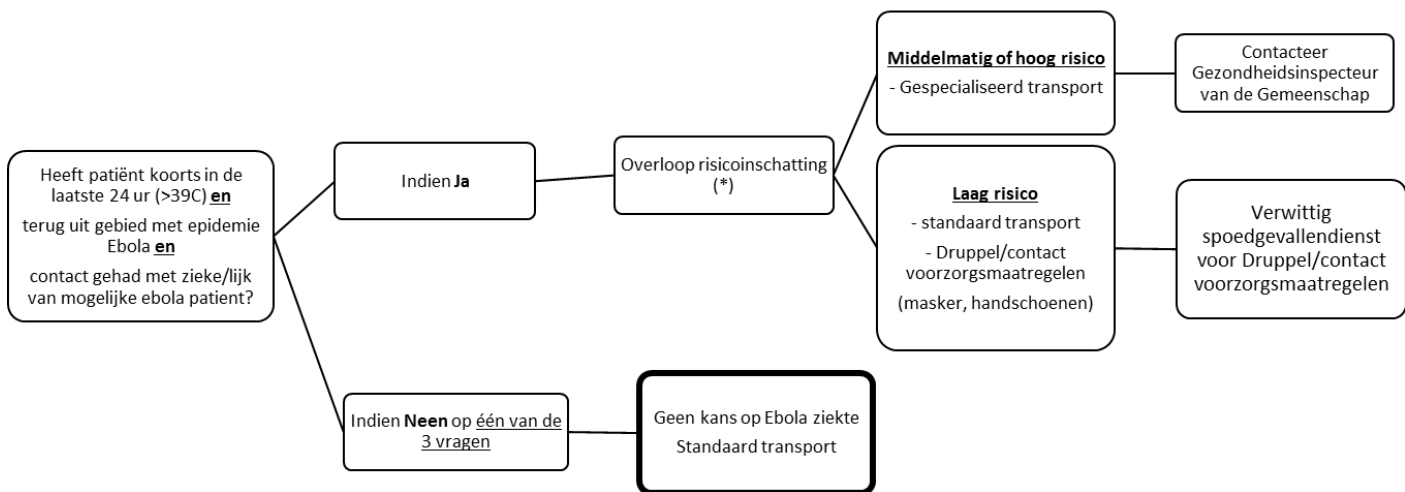 Heeft patiënt koorts in de
laatste 24 ur (>39C) en
terug uit gebied met epidemie
Ebola en
contact gehad met zieke/lijk
van mogelijke ebola patient?
Indien Ja
Overloop risicoinschatting
(*)
Middelmatig of hoog risico
- Gespecialiseerd transport
Contacteer
Gezondheidsinspecteur
van de Gemeenschap
Laag risico
- standaard transport
- Druppel/contact
voorzorgsmaatregelen
(masker, handschoenen)
Verwittig
spoedgevallendienst
voor Druppel/contact
voorzorgsmaatregelen
Indien Neen op één van de
3 vragen
Geen kans op Ebola ziekte
Standaard transport